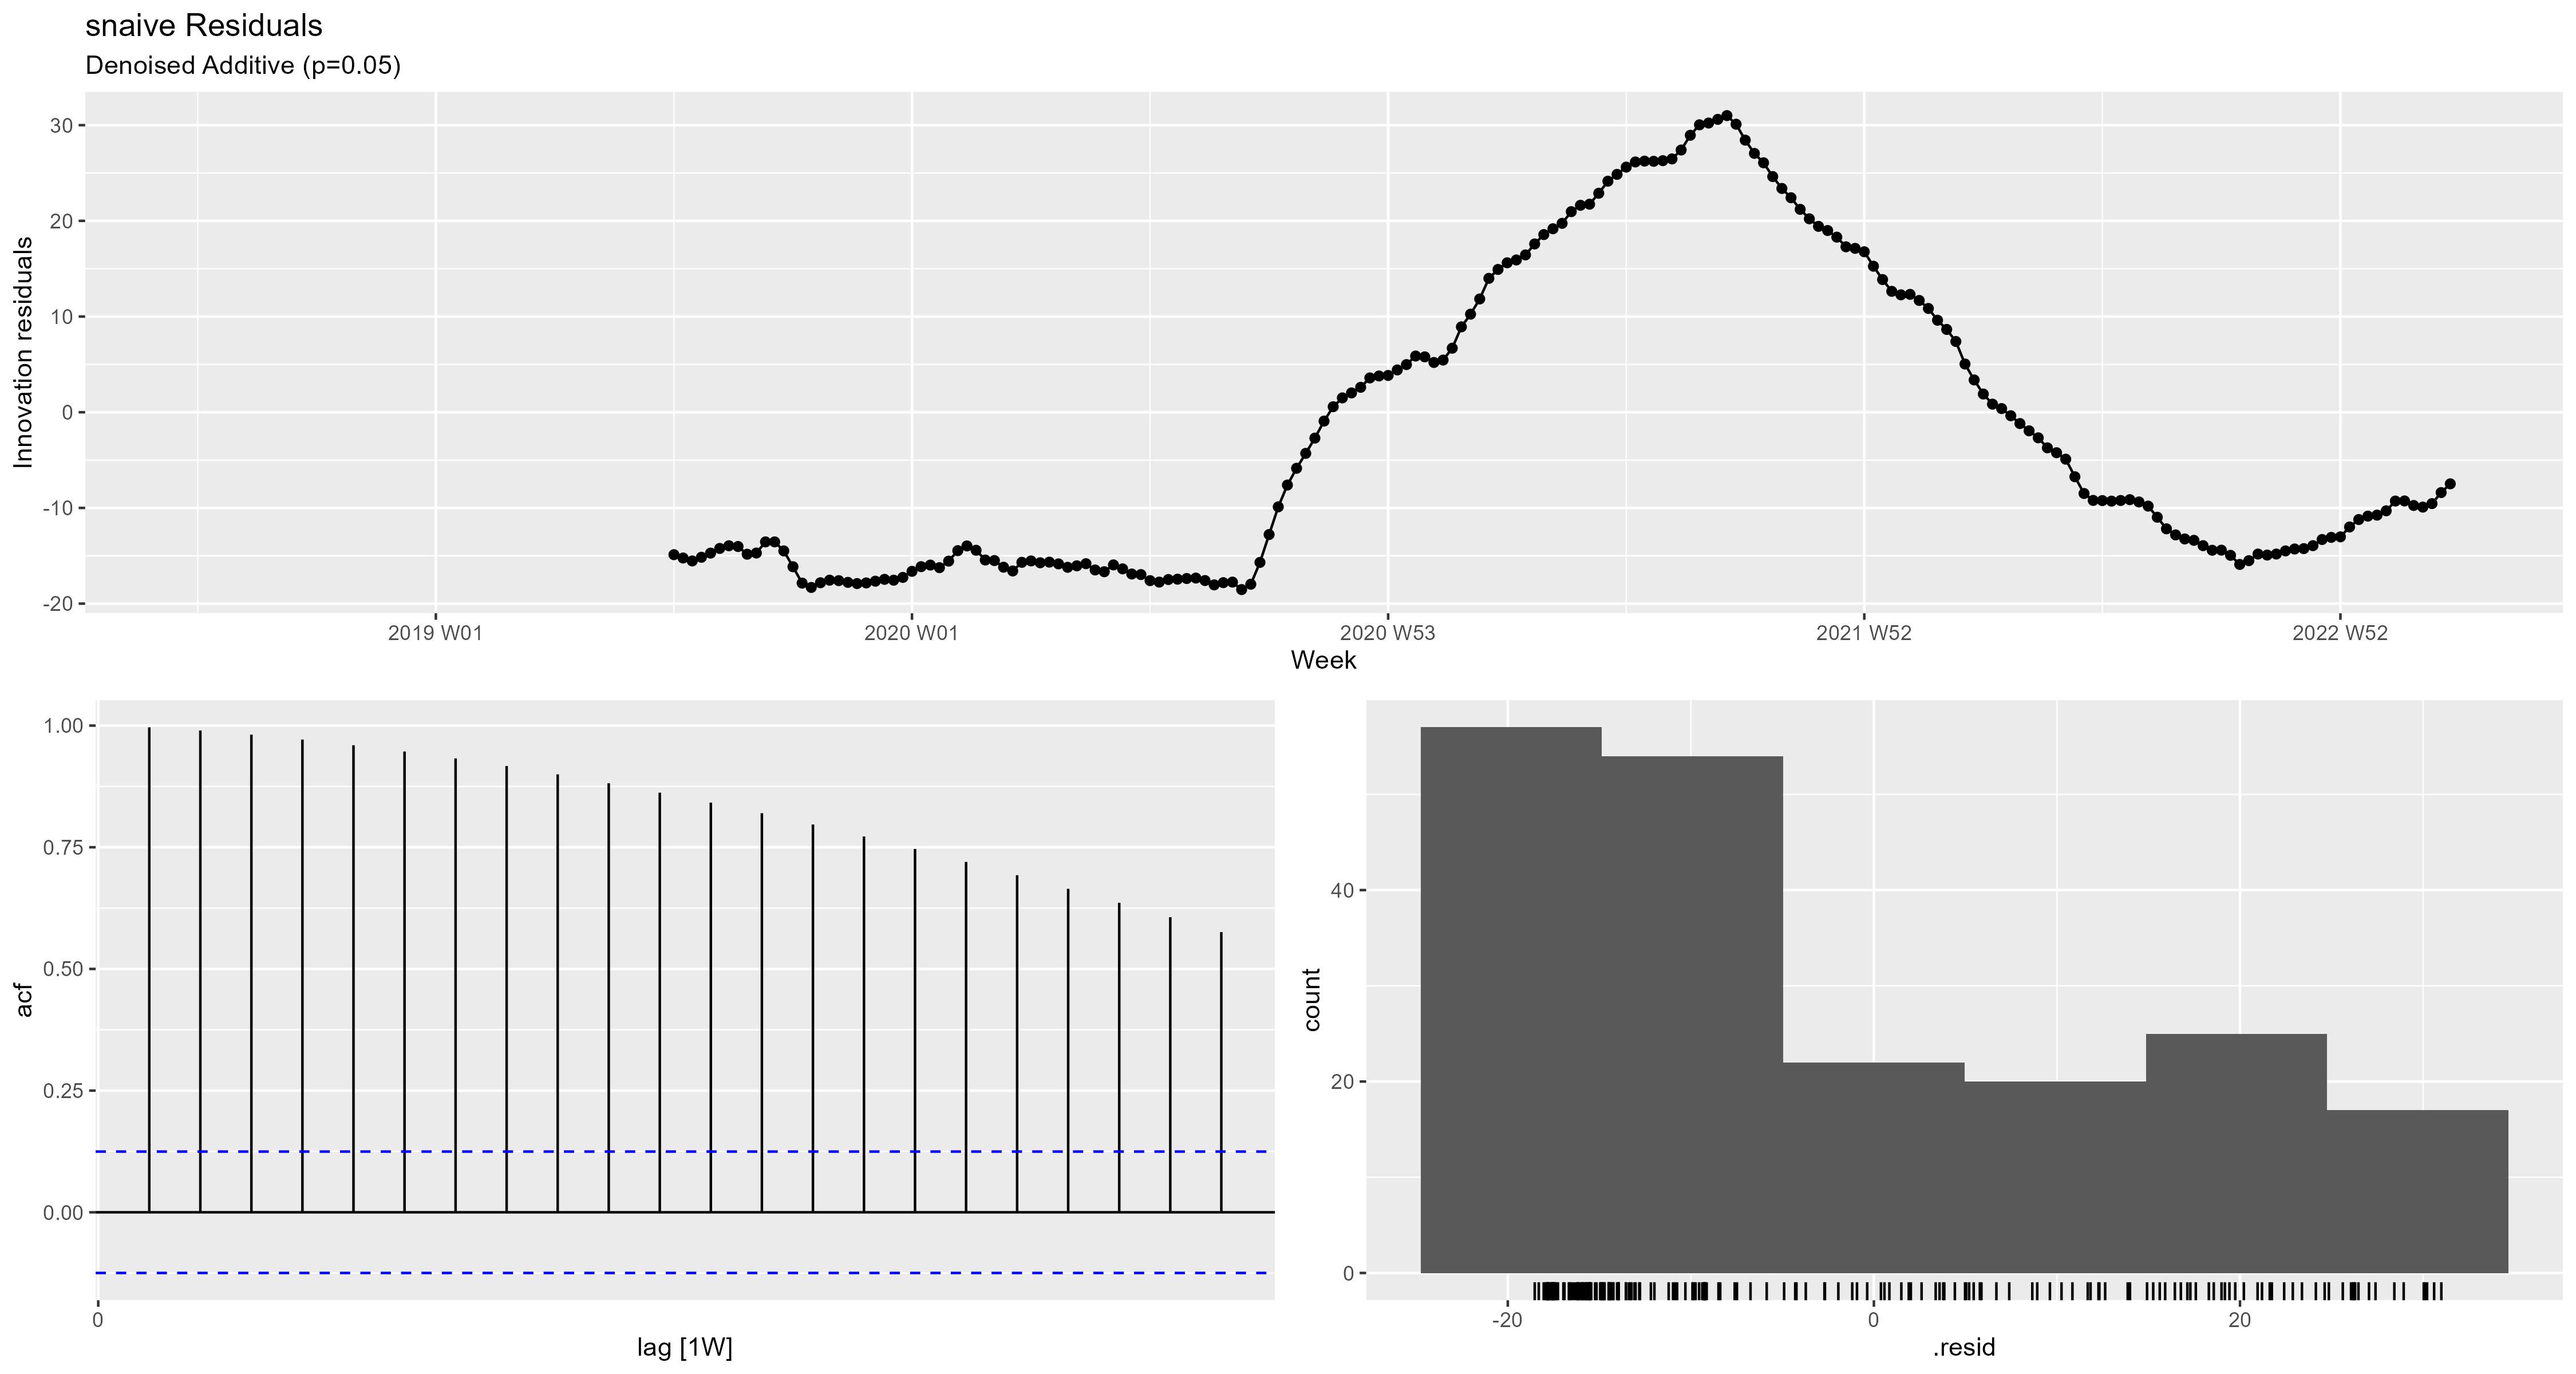 snaive Residuals
Denoised Additive (p=0.05)
Innovation residuals
30
20
10
0
-10
-20
2019 W01
2020 W01
2020 W53
2021 W52
2022 W52
Week
acf
1.00
0.75
0.50
0.25
0.00
0
lag [1W]
count
40
20
0
-20
0
20
.resid